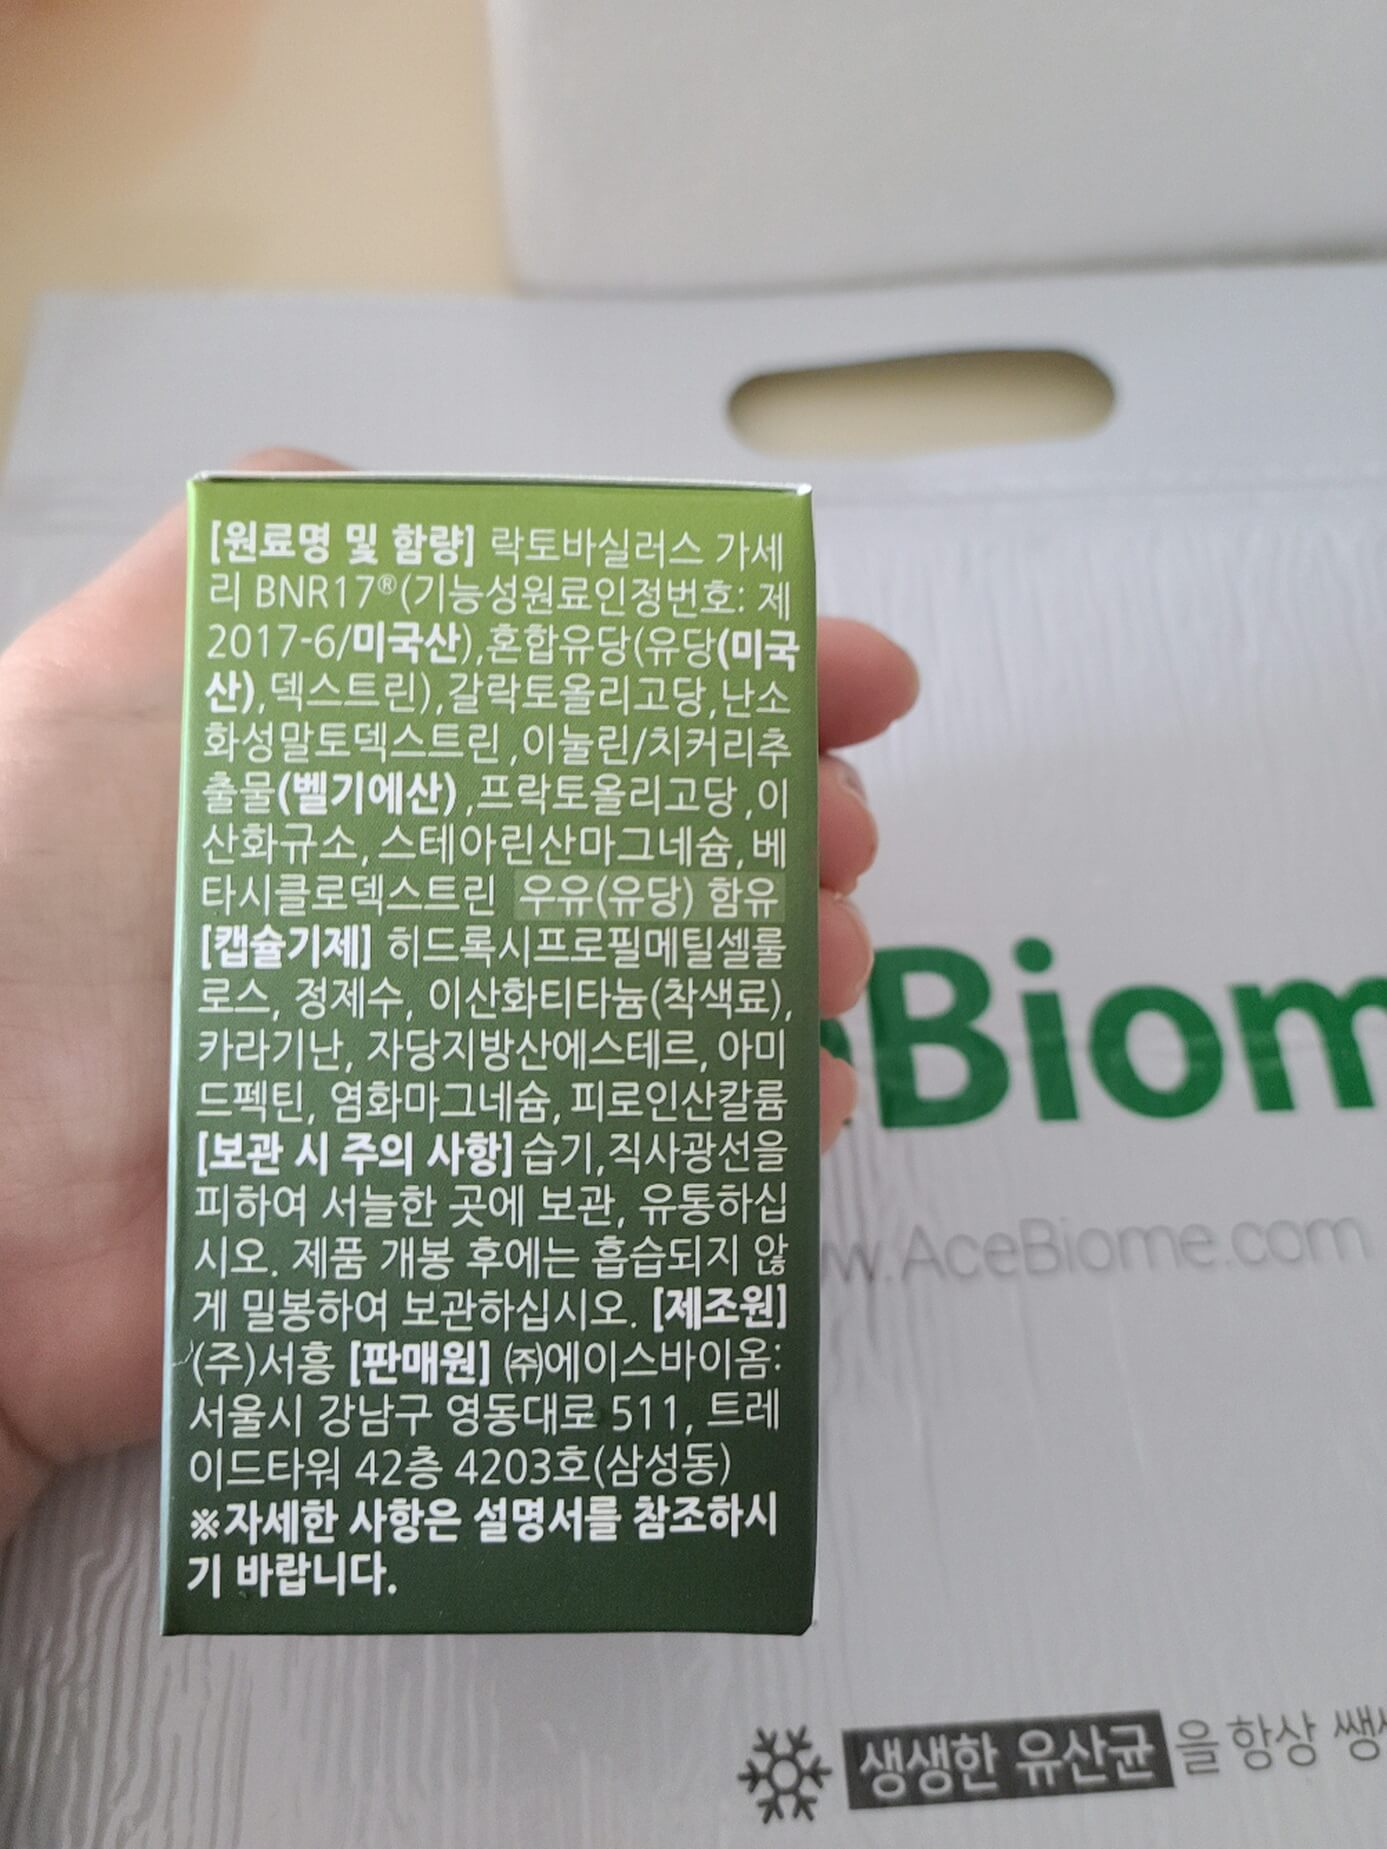 [원료명 및 함량] 락토바실러스 가세
리 BNR17®(기능성원료인정번호: 제
2017-6/미국산),혼합유당(유당(미국
산),덱스트린),갈락토올리고당,난소
화성말토덱스트린,이눌린/치커리추
출물(벨기에산),프락토올리고당,이
산화규소,스테아린산마그네슘,베
타시클로덱스트린 우유(유당) 함유
[캡슐기제] 히드록시프로필메틸셀룰
로스, 정제수, 이산화티타늄(착색료),
카라기난, 자당지방산에스테르, 아미
드펙틴, 염화마그네슘, 피로인산칼륨
[보관 시 주의 사항] 습기,직사광선을
피하여 서늘한 곳에 보관, 유통하십
시오. 제품 개봉 후에는 흡습되지 않
게 밀봉하여 보관하십시오. [제조원]
(주)서흥 [판매원] ㈜에이스바이옴:
서울시 강남구 영동대로 511, 트레
이드타워 42층 4203호(삼성동)
※자세한 사항은 설명서를 참조하시
기 바랍니다.
eBiom
w.AceBiome.com
생생한 유산균을 항상